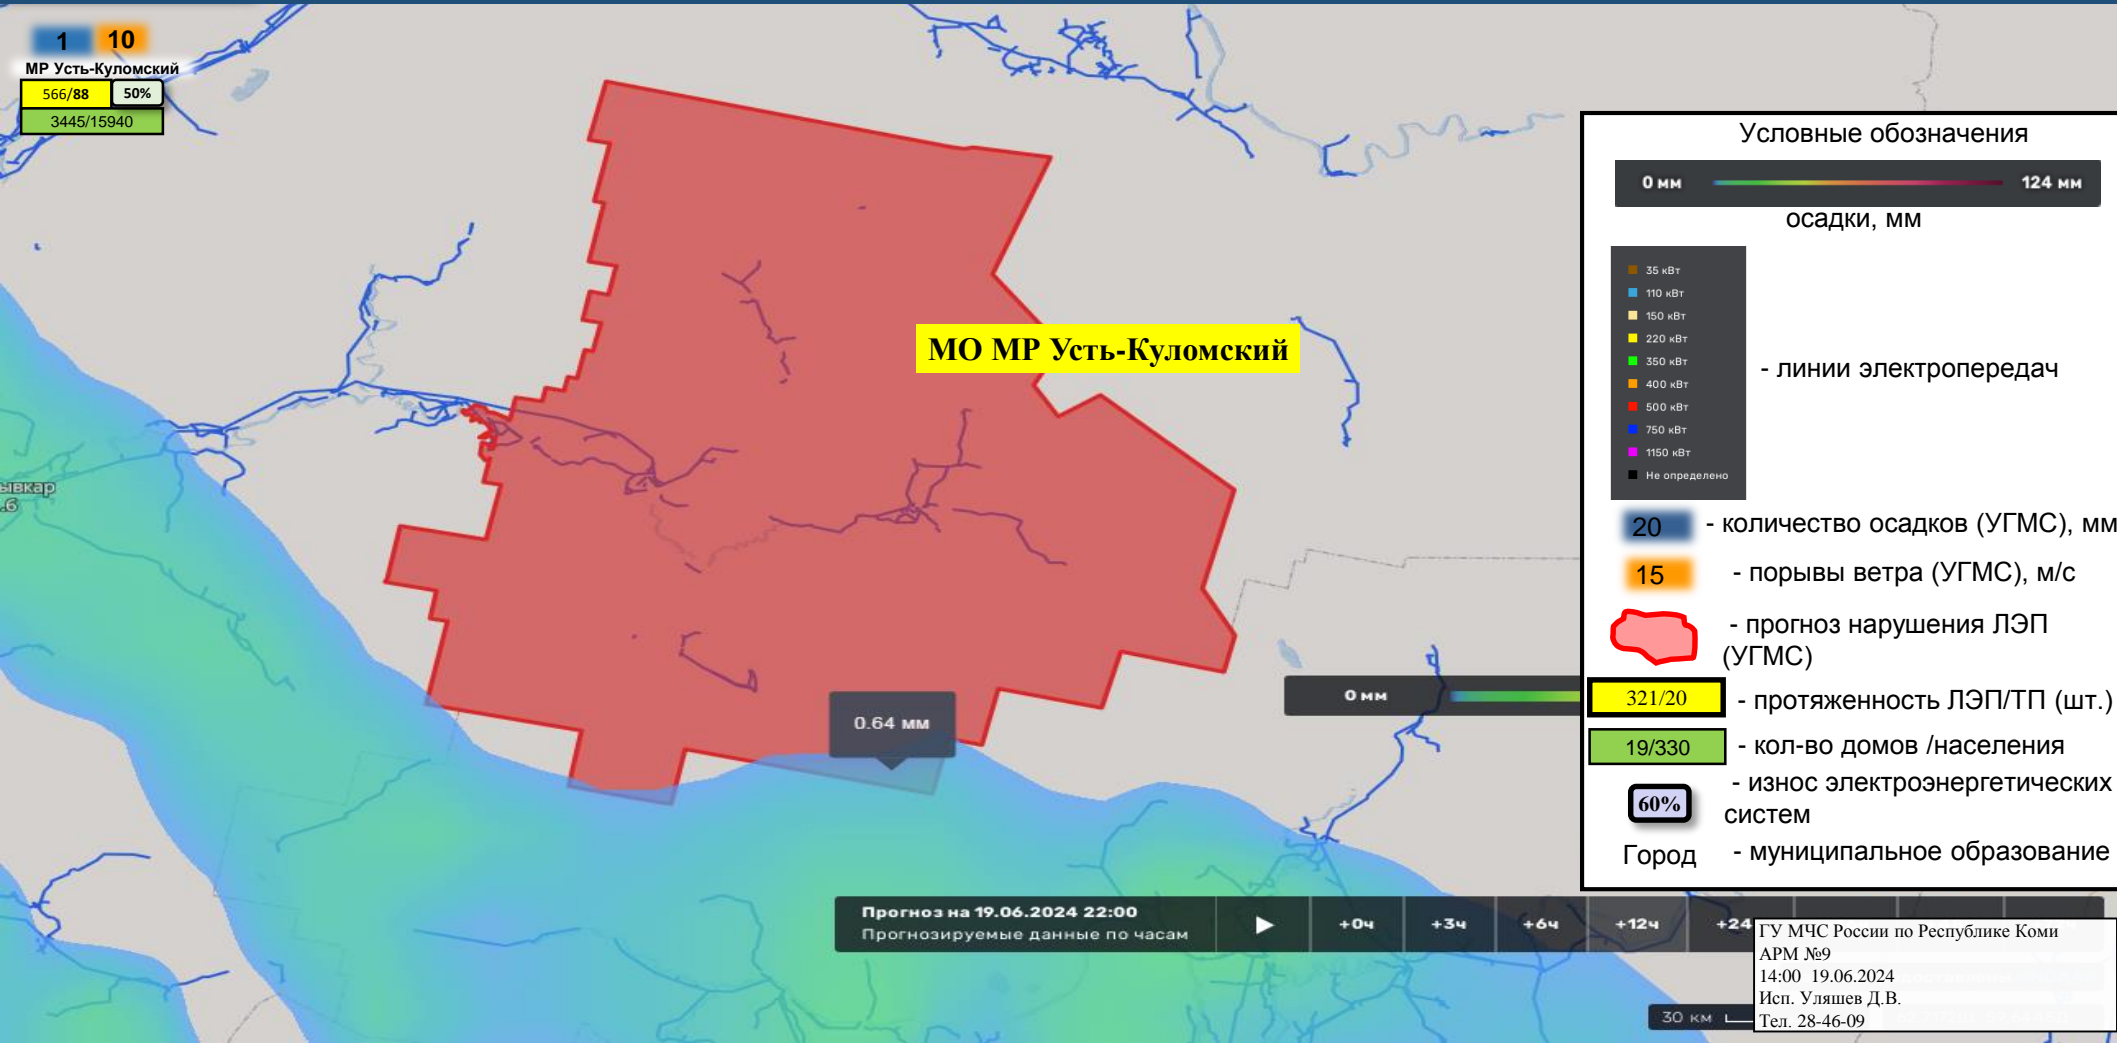 1 10
МР Усть-Куломский
566/88 50%
3445/15940
МО МР Усть-Куломский
0.64 мм
0 мм
Условные обозначения
0 мм 124 мм
осадки, мм
35 кВт
110 кВт
150 кВт
220 кВт
350 кВт
400 кВт
500 кВт
750 кВт
1150 кВт
Не определено
- линии электропередач
20 - количество осадков (УГМС), мм
15 - порывы ветра (УГМС), м/с
- прогноз нарушения ЛЭП
(УГМС)
321/20 - протяженность ЛЭП/ТП (шт.)
19/330 - кол-во домов /населения
- износ электроэнергетических
60% систем
Город - муниципальное образование
Прогноз на 19.06.2024 22:00
Прогнозируемые данные по часам
+0ч +3ч +6ч +12ч +24
ГУ МЧС России по Республике Коми
АРМ №9
14:00 19.06.2024
Исп. Уляшев Д.В.
Тел. 28-46-09
30 км